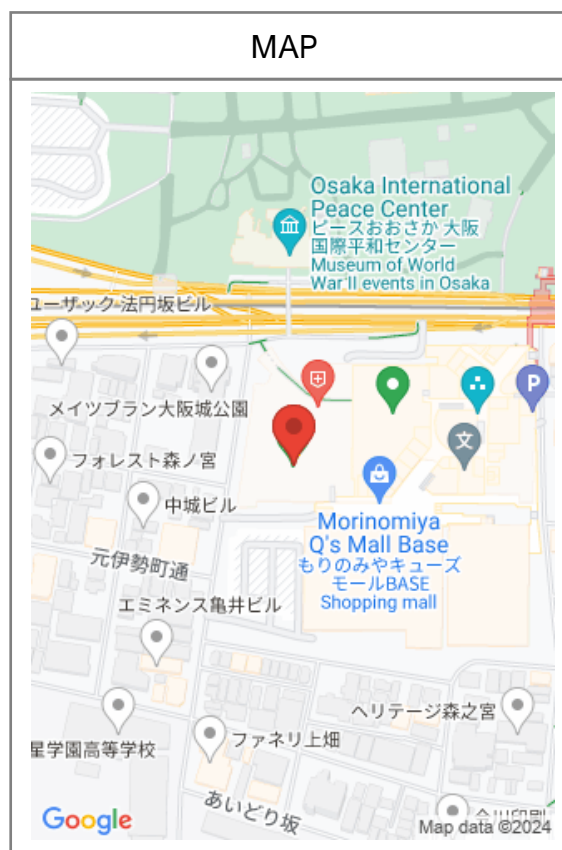 MAP
Osaka International
Peace Center
ピースおおさか 大阪
国際平和センター
Museum of World
War II events in Osaka
ユーザック 法円坂ビル
メイツブラン大阪城公園
P
文
フォレスト森ノ宮
中城ビル
Morinomiya
Q's Mall Base
もりのみやキューズ
モールBASE
Shopping mall
元伊勢町通
エミネンス亀井ビル
ヘリテージ森之宮
星学園高等学校
ファネリ上畑
あいどり坂
Google
Map data ©2024